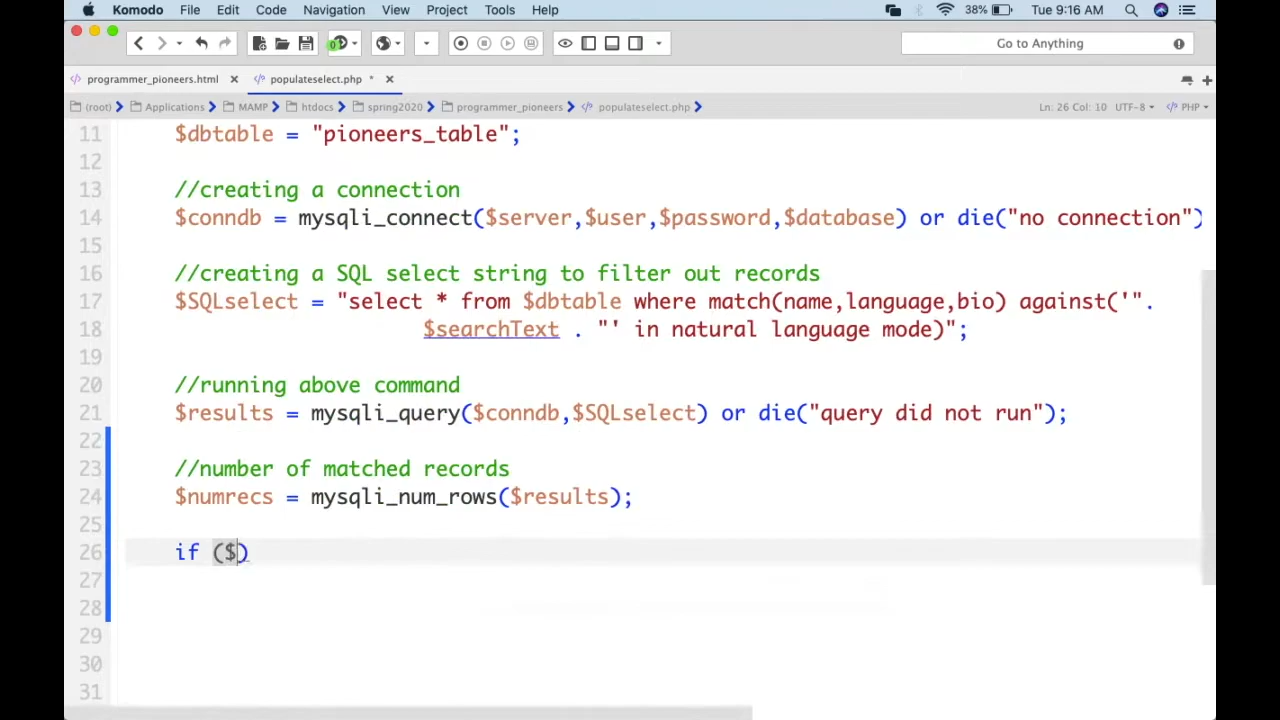 Komodo File Edit Code Navigation View Project Tools Help 38% Tue 9:16 AM
Go to Anything
programmer_pioneers.html populateselect.php *
(root) Applications MAMP htdocs spring2020 programmer_pioneers populateselect.php Ln: 26 Col: 10 UTF-8 PHP
11 $dbtable = "pioneers_table";
12
13 //creating a connection
14 $conndb = mysqli_connect($server,$user,$password,$database) or die("no connection")
15
16 //creating a SQL select string to filter out records
17 $SQLselect = "select * from $dbtable where match(name,language,bio) against('".
18 $searchText . "' in natural language mode)";
19
20 //running above command
21 $results = mysqli_query($conndb,$SQLselect) or die("query did not run");
22
23 //number of matched records
24 $numrecs = mysqli_num_rows($results);
25
26 if ($)
27
28
29
30
31